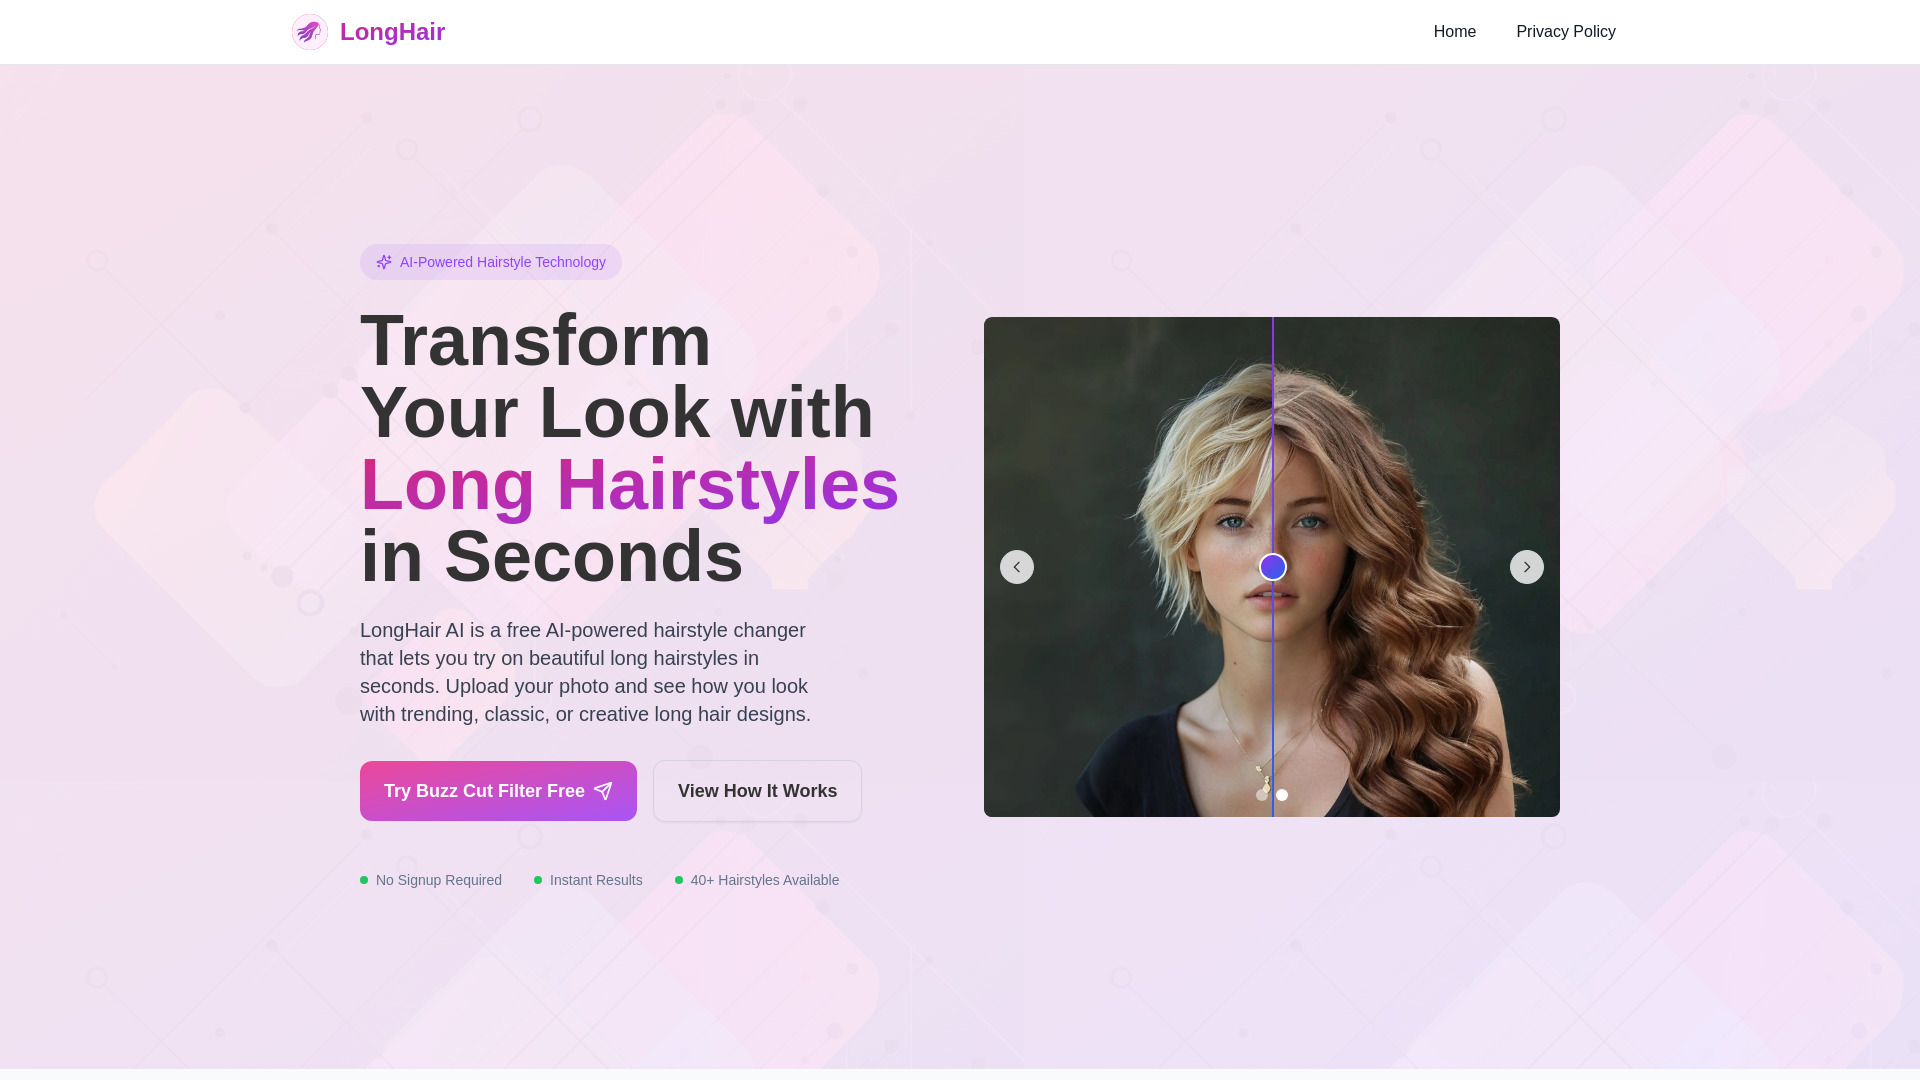 LongHair
Home
Privacy Policy
AI-Powered Hairstyle Technology
Transform
Your Look with
Long Hairstyles
in Seconds
LongHair AI is a free AI-powered hairstyle changer
that lets you try on beautiful long hairstyles in
seconds. Upload your photo and see how you look
with trending, classic, or creative long hair designs.
Try Buzz Cut Filter Free
View How It Works
No Signup Required
Instant Results
40+ Hairstyles Available